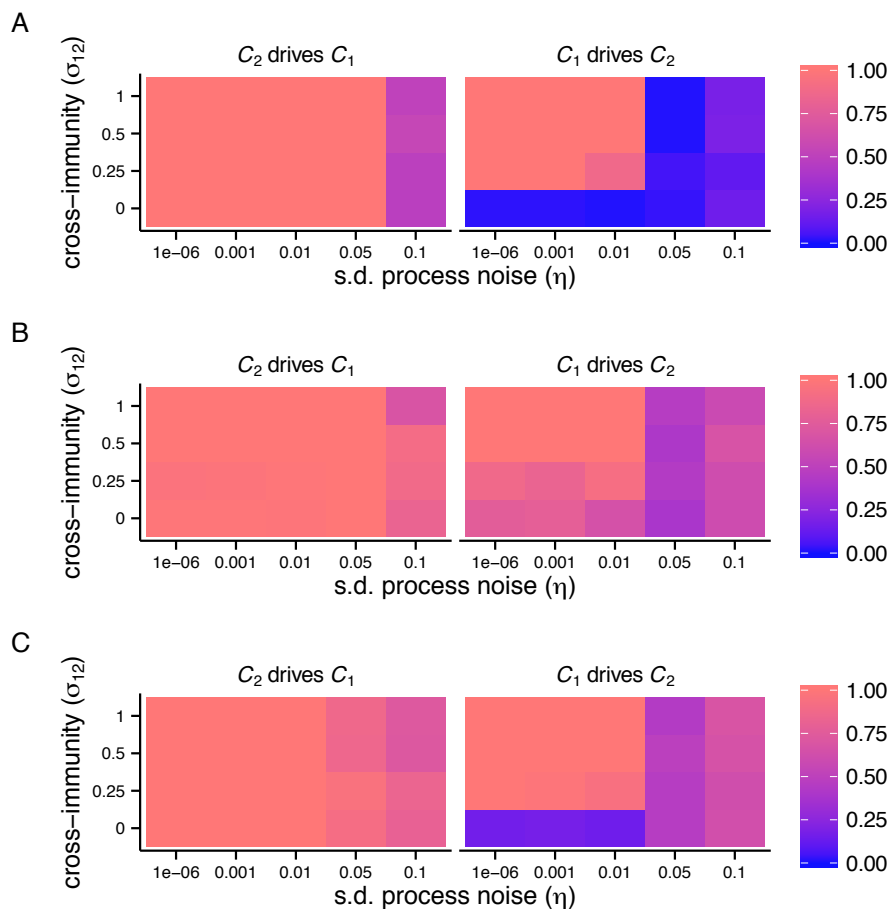 A
C₂ drives C₁
C₁ drives C₂
cross−immunity (σ₁₂)
1
0.5
0.25
0
1e−06 0.001 0.01 0.05 0.1
1e−06 0.001 0.01 0.05 0.1
s.d. process noise (η)
1.00
0.75
0.50
0.25
0.00
B
C₂ drives C₁
C₁ drives C₂
cross−immunity (σ₁₂)
1
0.5
0.25
0
1e−06 0.001 0.01 0.05 0.1
1e−06 0.001 0.01 0.05 0.1
s.d. process noise (η)
1.00
0.75
0.50
0.25
0.00
C
C₂ drives C₁
C₁ drives C₂
cross−immunity (σ₁₂)
1
0.5
0.25
0
1e−06 0.001 0.01 0.05 0.1
1e−06 0.001 0.01 0.05 0.1
s.d. process noise (η)
1.00
0.75
0.50
0.25
0.00